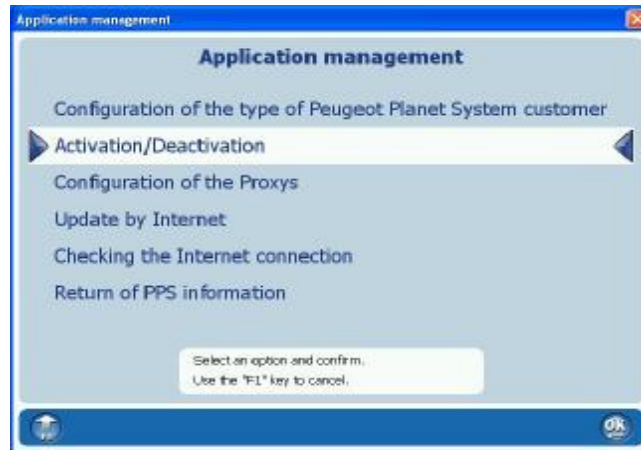 Application management
Application management
Configuration of the type of Peugeot Planet System customer
Activation/Deactivation
Configuration of the Proxys
Update by Internet
Checking the Internet connection
Return of PPS information
Select an option and confirm.
Use the "F1" key to cancel.
OK